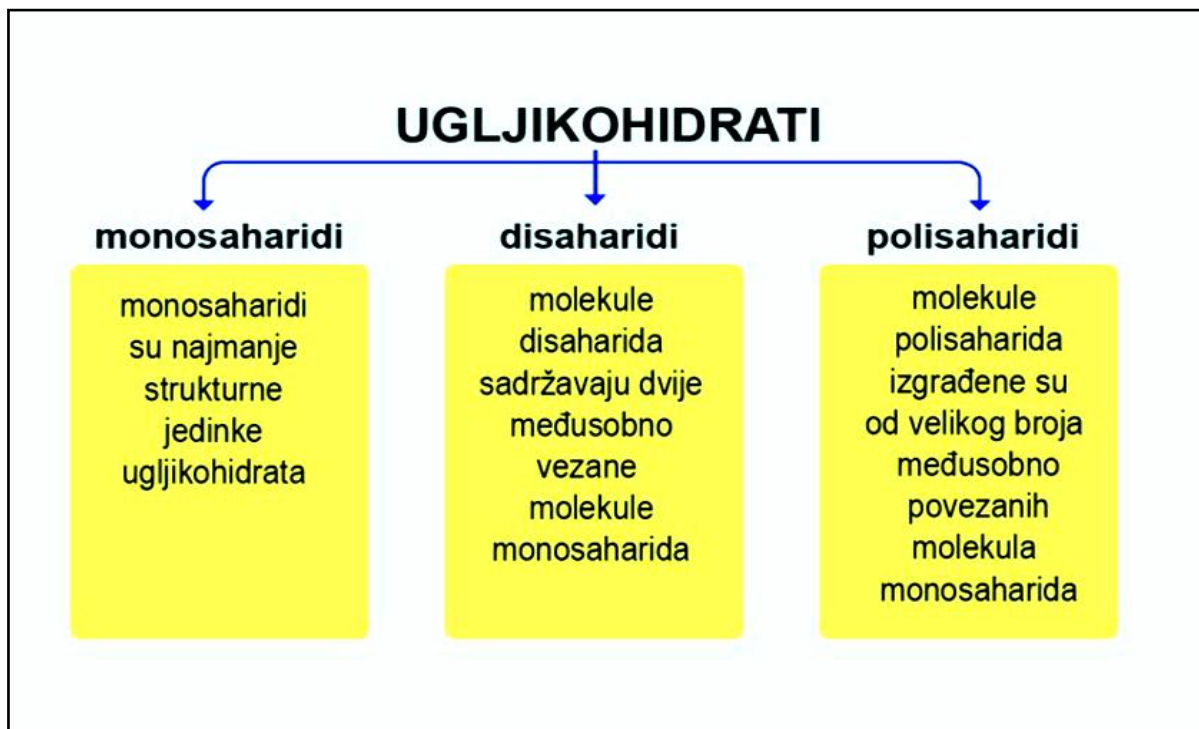 UGLJIKOHIDRATI
monosaharidi
monosaharidi
su najmanje
strukturne
jedinke
ugljikohidrata
disaharidi
molekule
disaharida
sadržavaju dvije
međusobno
vezane
molekule
monosaharida
polisaharidi
molekule
polisaharida
izgrađene su
od velikog broja
međusobno
povezanih
molekula
monosaharida